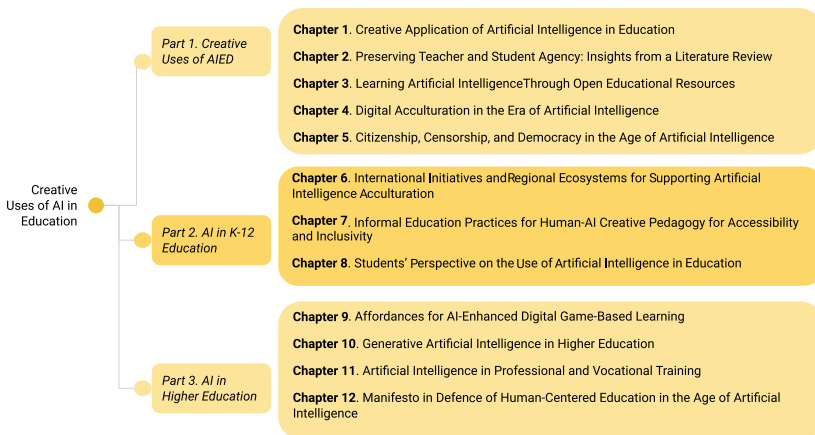 Creative
Uses of AI in
Education
Part 1. Creative
Uses of AIED
Chapter 1. Creative Application of Artificial Intelligence in Education
Chapter 2. Preserving Teacher and Student Agency: Insights from a Literature Review
Chapter 3. Learning Artificial IntelligenceThrough Open Educational Resources
Chapter 4. Digital Acculturation in the Era of Artificial Intelligence
Chapter 5. Citizenship, Censorship, and Democracy in the Age of Artificial Intelligence
Part 2. AI in K-12
Education
Chapter 6. International Initiatives andRegional Ecosystems for Supporting Artificial
Intelligence Acculturation
Chapter 7. Informal Education Practices for Human-AI Creative Pedagogy for Accessibility
and Inclusivity
Chapter 8. Students' Perspective on the Use of Artificial Intelligence in Education
Part 3. AI in
Higher Education
Chapter 9. Affordances for AI-Enhanced Digital Game-Based Learning
Chapter 10. Generative Artificial Intelligence in Higher Education
Chapter 11. Artificial Intelligence in Professional and Vocational Training
Chapter 12. Manifesto in Defence of Human-Centered Education in the Age of Artificial
Intelligence